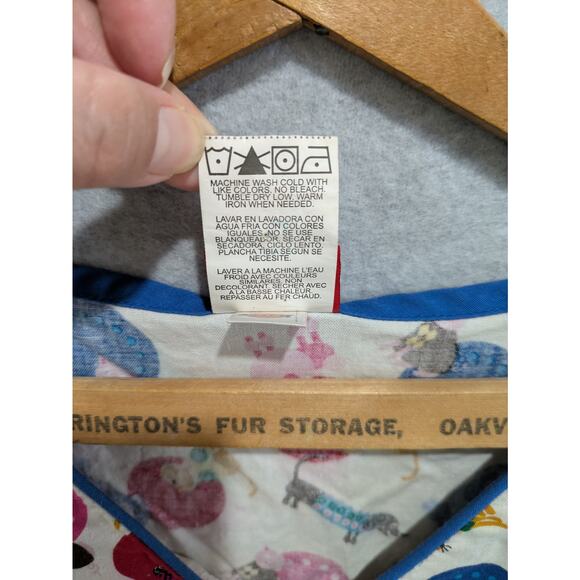 MACHINE WASH COLD WITH
LIKE COLORS. NO BLEACH.
TUMBLE DRY LOW, WARM
IRON WHEN NEEDED.
LAVAR EN LAVADORA CON
AGUA FRIA CON COLORES
IGUALES .NO SE USE
BLANQUEADOR. SECAR EN
SECADORA, CICLO LENTO.
PLANCHA TIBIA SEGUN SE
NECESITE.
LAVER A LA MACHINE L'EAU
FROID AVEC COULEURS
SIMILAIRES, NON
DECOLORANT. SECHER AVEC
A LA BASSE CHALEUR,
REPASSER AU FER CHAUD.
RINGTON'S FUR STORAGE, OAKV